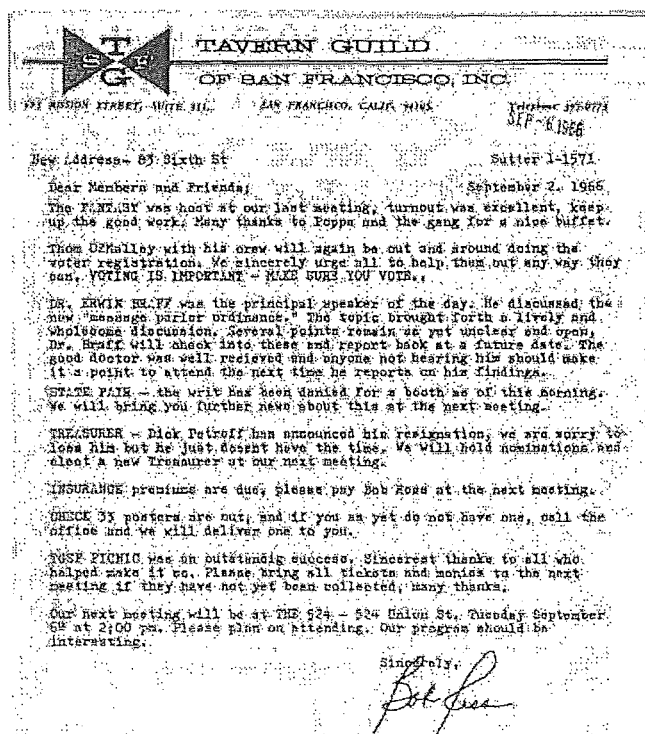 T
S F
G
TAVERN GUILD
OF SAN FRANCISCO, INC.
MISSION STREET, SUITE SAN FRANCISCO, CALIF.
SEP - 6 1966
New Address- 83 Sixth St Sutter 1-1571
Dear Members and Friends; September 2, 1966
The FANTASY was host at our last meeting, turnout was excellent, keep
up the good work. Many thanks to Poppa and the gang for a nice buffet.
Thom O'Malley with his crew will again be out and around doing the
voter registration. We sincerely urge all to help them out any way they
can. VOTING IS IMPORTANT - MAKE SURE YOU VOTE..
DR. ERWIN BRAFF was the principal speaker of the day. He discussed the
new "massage parlor ordinance." The topic brought forth a lively and
wholesome discussion. Several points remain as yet unclear and open,
Dr. Braff will check into these and report back at a future date. The
good doctor was well recieved and anyone not hearing him should make
it a point to attend the next time he reports on his findings.
STATE FAIR - the writ has been denied for a booth as of this morning.
We will bring you further news about this at the next meeting.
TREASURER - Dick Petroff has announced his resignation, we are sorry to
lose him but he just doesnt have the time. We will hold nominations and
elect a new Treasurer at our next meeting.
INSURANCE premiums are due, please pay Bob Ross at the next meeting.
CHECK 33 posters are out, and if you as yet do not have one, call the
office and we will deliver one to you.
TGSF PICNIC was an outstandig success. Sincerest thanks to all who
helped make it so. Please bring all tickets and monies to the next
meeting if they have not yet been collected, many thanks.
Our next meeting will be at THE 524 - 524 Union St. Tuesday September
6th at 2:00 pm. Please plan on attending. Our program should be
interesting.
Sincerely,
Bob Ross